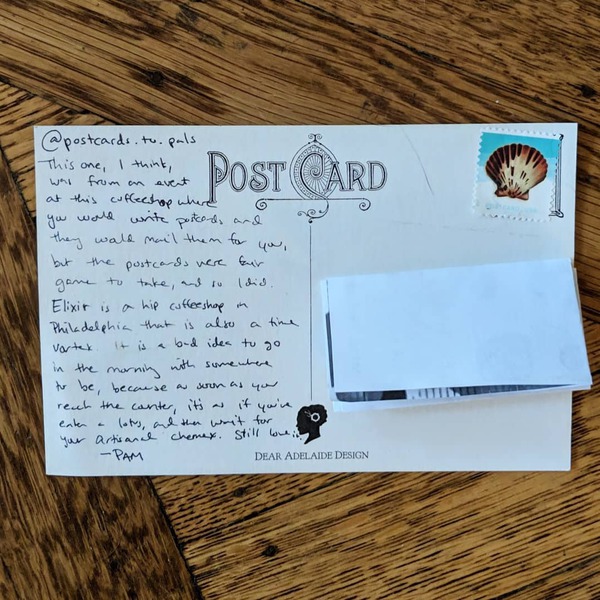 @postcards.to.pals
This one, I think,
was from an event
at this coffeeshop where
you would write postcards and
they would mail them for you,
but the postcards were fair
game to take, and so I did.
Elixir is a hip coffeeshop in
Philadelphia that is also a time
vortex. It is a bad idea to go
in the morning with somewhere
to be, because as soon as you
reach the counter, it's as if you've
eaten a lotus, and then wait for
your artisanal chemex. Still love it.
-PAM
POST CARD
DEAR ADELAIDE DESIGN